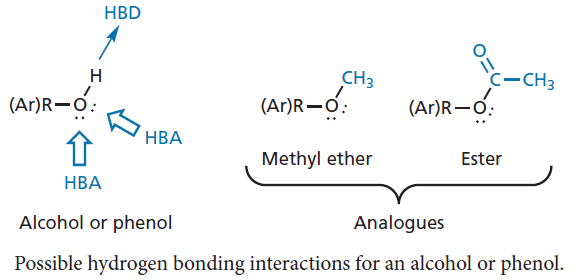 HBD
H
(Ar)R—O:
HBA
HBA
Alcohol or phenol
CH3
(Ar)R—O:
Methyl ether
O
C—CH3
(Ar)R—O:
Ester
Analogues
Possible hydrogen bonding interactions for an alcohol or phenol.